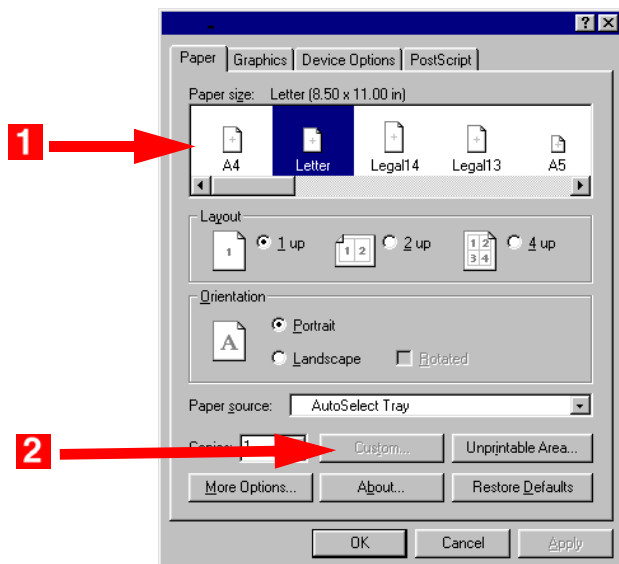 ? X
Paper Graphics Device Options PostScript
Paper size: Letter (8.50 x 11.00 in)
1
A4 Letter Legal14 Legal13 A5
Layout
1 1 up 1 2 2 up 1 2 3 4 4 up
Orientation
A Portrait
Landscape Rotated
Paper source: AutoSelect Tray
2
Copies: 1 Custom... Unprintable Area...
More Options... About... Restore Defaults
OK Cancel Apply